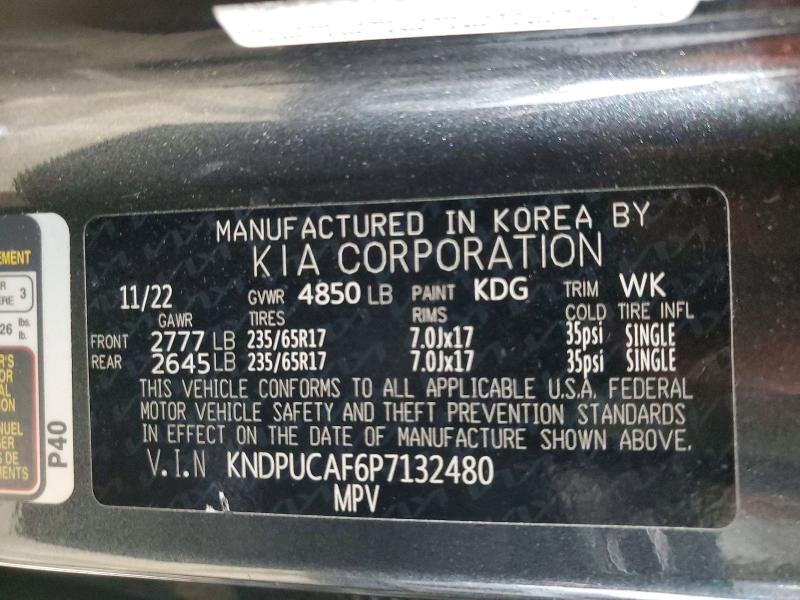 MANUFACTURED IN KOREA BY
KIA CORPORATION
11/22 GVWR 4850 LB PAINT KDG TRIM WK
GAWR TIRES RIMS COLD TIRE INFL
FRONT 2777 LB 235/65R17 7.0Jx17 35psi SINGLE
REAR 2645 LB 235/65R17 7.0Jx17 35psi SINGLE
THIS VEHICLE CONFORMS TO ALL APPLICABLE U.S.A. FEDERAL
MOTOR VEHICLE SAFETY AND THEFT PREVENTION STANDARDS
IN EFFECT ON THE DATE OF MANUFACTURE SHOWN ABOVE.
V.I.N KNDPUCAF6P7132480
MPV
3
lbs.
lb.
P40